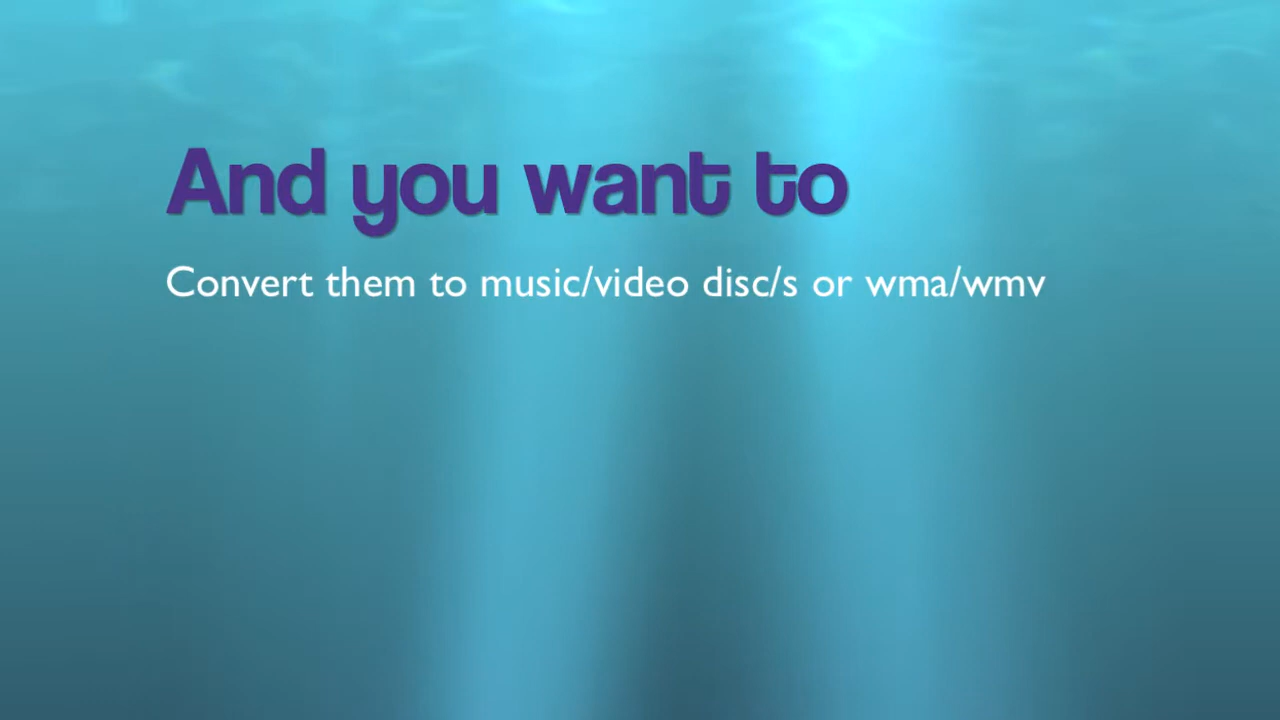 And you want to
Convert them to music/video disc/s or wma/wmv